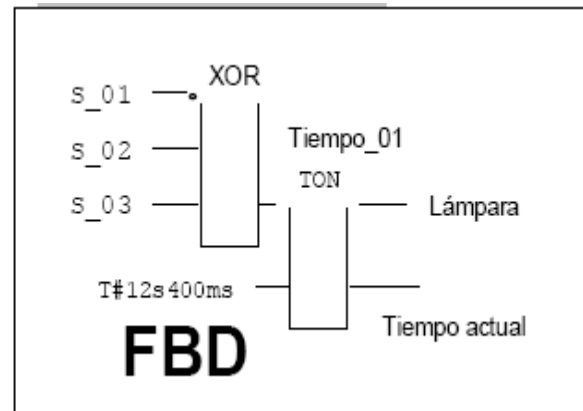 XOR
S_01
S_02
Tiempo_01
TON
S_03
Lámpara
T#12s400ms
Tiempo actual
FBD